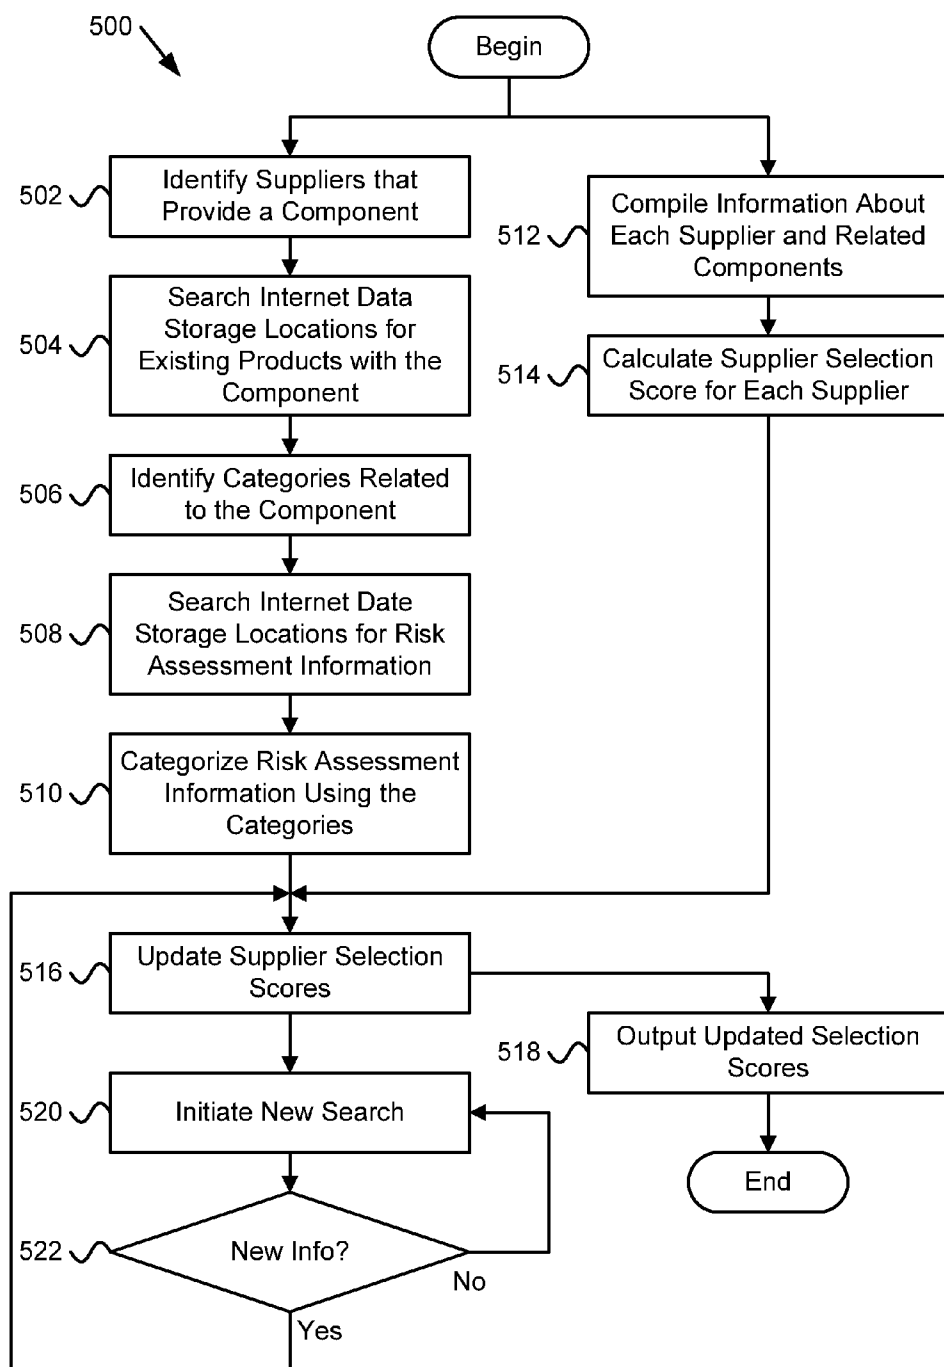 500
Begin
502
Identify Suppliers that
Provide a Component
504
Search Internet Data
Storage Locations for
Existing Products with the
Component
506
Identify Categories Related
to the Component
508
Search Internet Date
Storage Locations for Risk
Assessment Information
510
Categorize Risk Assessment
Information Using the
Categories
512
Compile Information About
Each Supplier and Related
Components
514
Calculate Supplier Selection
Score for Each Supplier
516
Update Supplier Selection
Scores
518
Output Updated Selection
Scores
520
Initiate New Search
End
522
New Info?
No
Yes